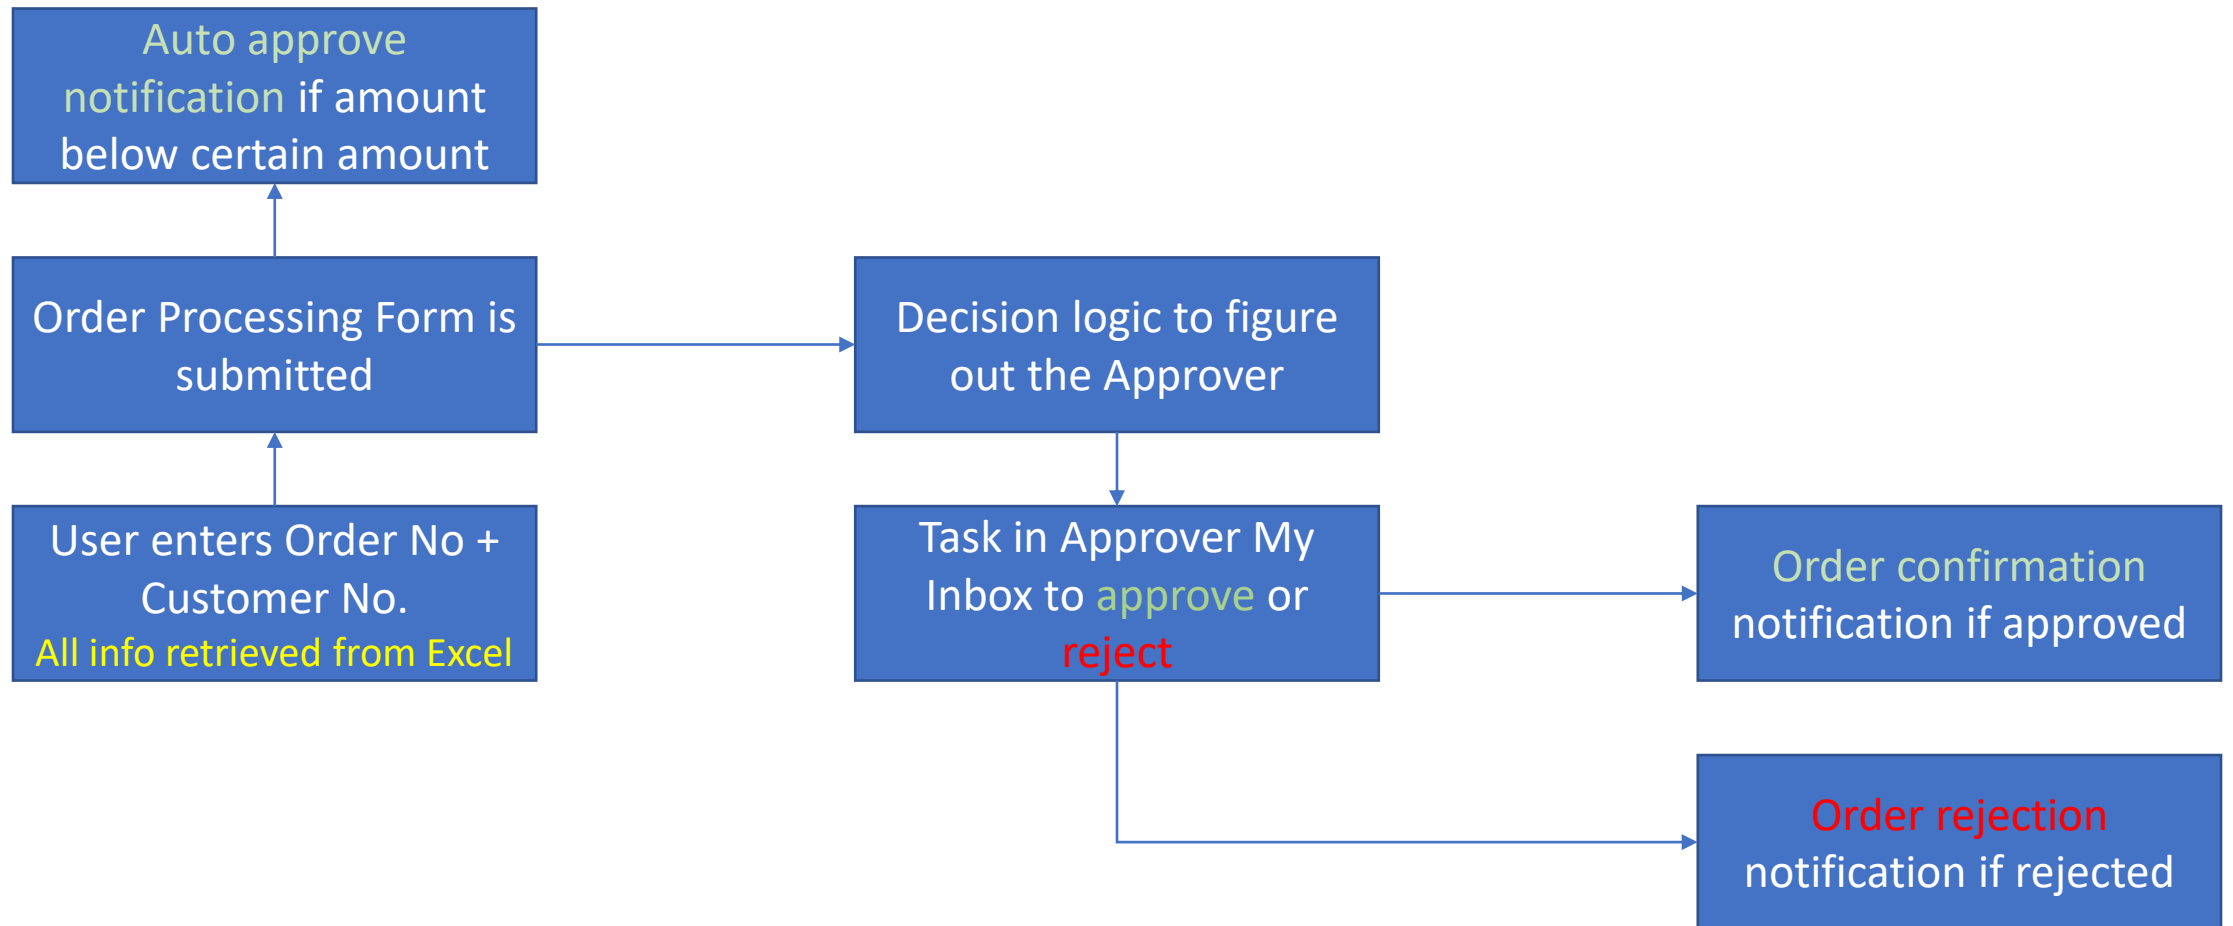 Auto approve
notification if amount
below certain amount
Order Processing Form is
submitted
Decision logic to figure
out the Approver
User enters Order No +
Customer No.
All info retrieved from Excel
Task in Approver My
Inbox to approve or
reject
Order confirmation
notification if approved
Order rejection
notification if rejected